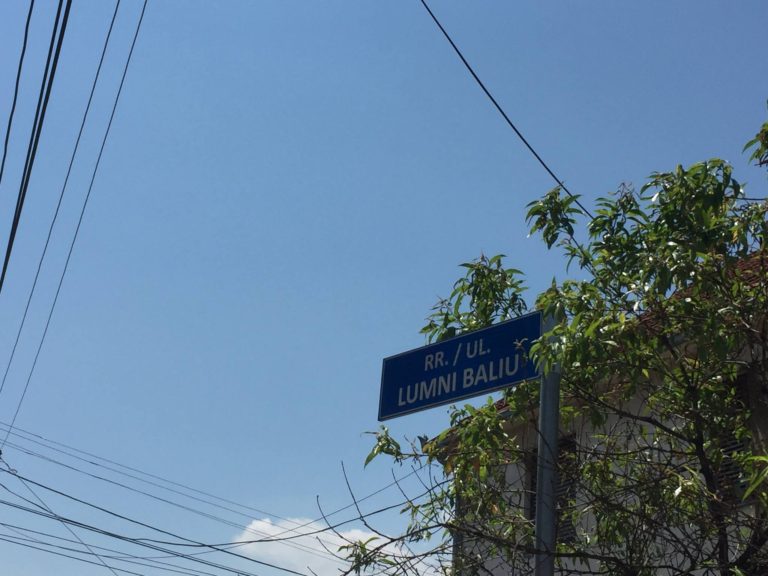 RR. / UL.
LUMNI BALIU